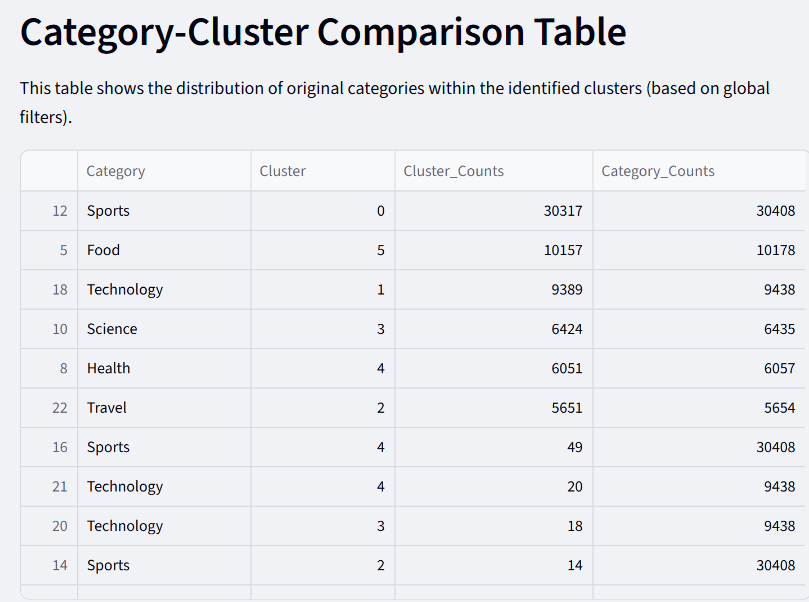 Category-Cluster Comparison Table
This table shows the distribution of original categories within the identified clusters (based on global
filters).
Category Cluster Cluster_Counts Category_Counts
12 Sports 0 30317 30408
5 Food 5 10157 10178
18 Technology 1 9389 9438
10 Science 3 6424 6435
8 Health 4 6051 6057
22 Travel 2 5651 5654
16 Sports 4 49 30408
21 Technology 4 20 9438
20 Technology 3 18 9438
14 Sports 2 14 30408